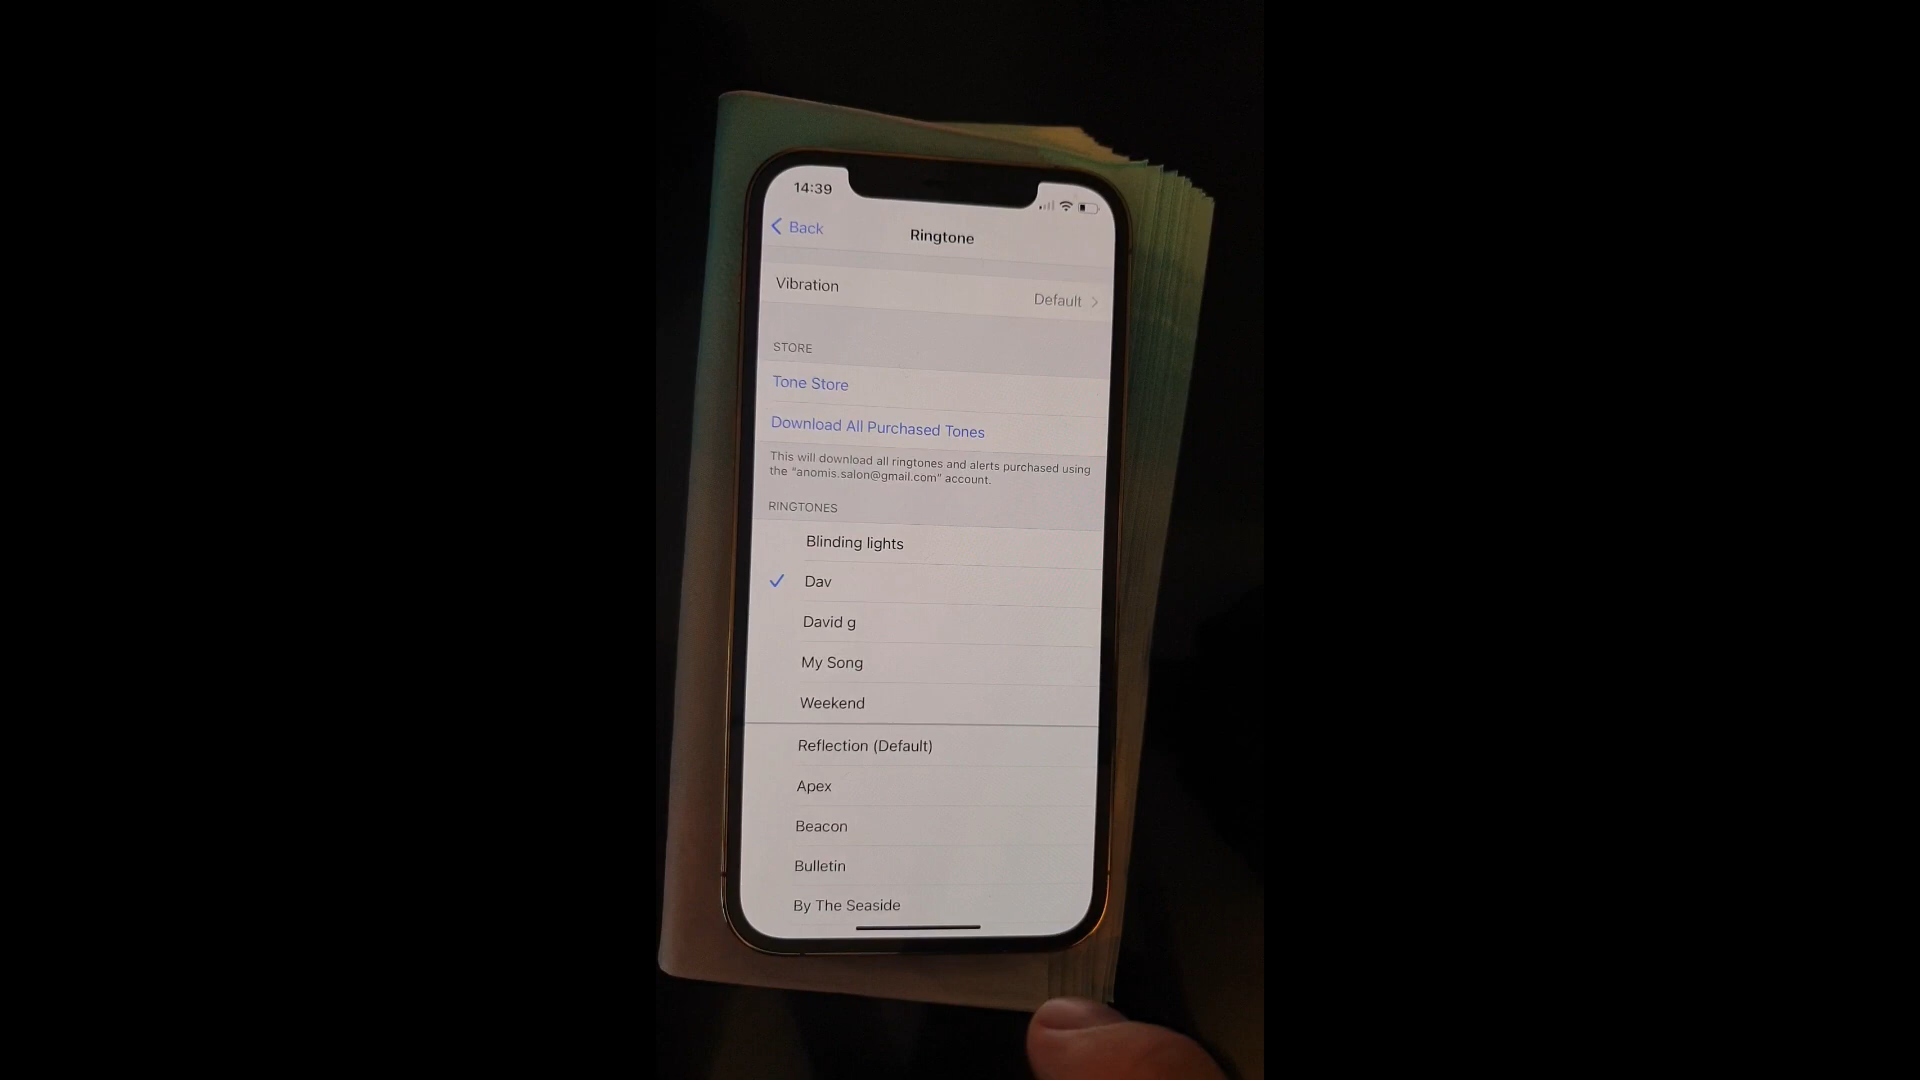 14:39
Back
Ringtone
Vibration
Default
STORE
Tone Store
Download All Purchased Tones
This will download all ringtones and alerts purchased using
the “anomis.salon@gmail.com” account.
RINGTONES
Blinding lights
Dav
David g
My Song
Weekend
Reflection (Default)
Apex
Beacon
Bulletin
By The Seaside